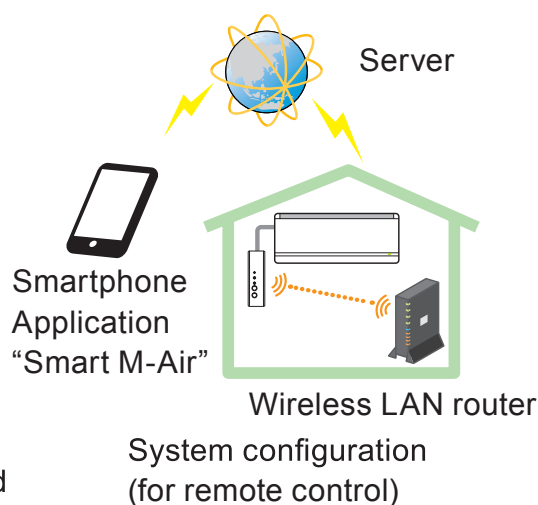 Server
Smartphone
Application
“Smart M-Air”
Wireless LAN router
System configuration
(for remote control)